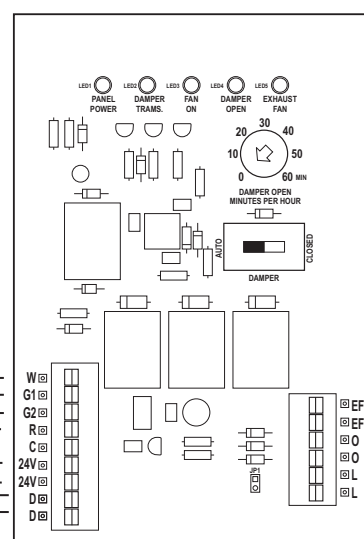 LED1 LED2 LED3 LED4 LED5
PANEL POWER
DAMPER TRAMS.
FAN ON
DAMPER OPEN
EXHAUST FAN
30
20 40
10 50
0 60 MIN
DAMPER OPEN
MINUTES PER HOUR
AUTO
CLOSED
DAMPER
W
G1
G2
R
C
24V
24V
D
D
JP1
EF
EF
O
O
L
L